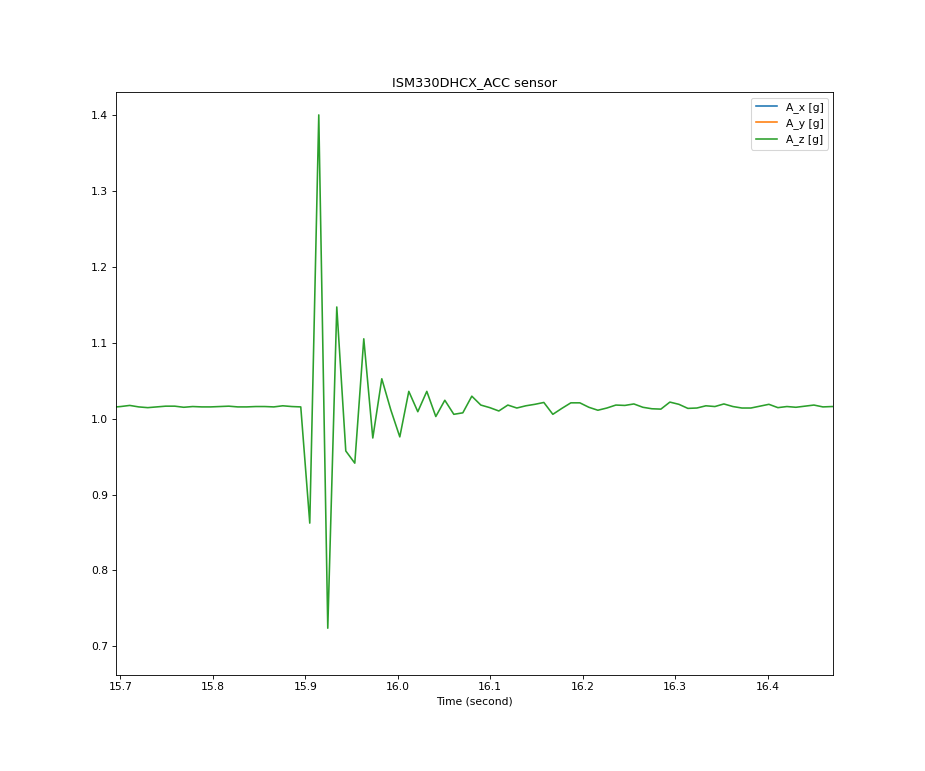 ISM330DHCX_ACC sensor
A_x [g]
A_y [g]
A_z [g]
1.4
1.3
1.2
1.1
1.0
0.9
0.8
0.7
15.7 15.8 15.9 16.0 16.1 16.2 16.3 16.4
Time (second)